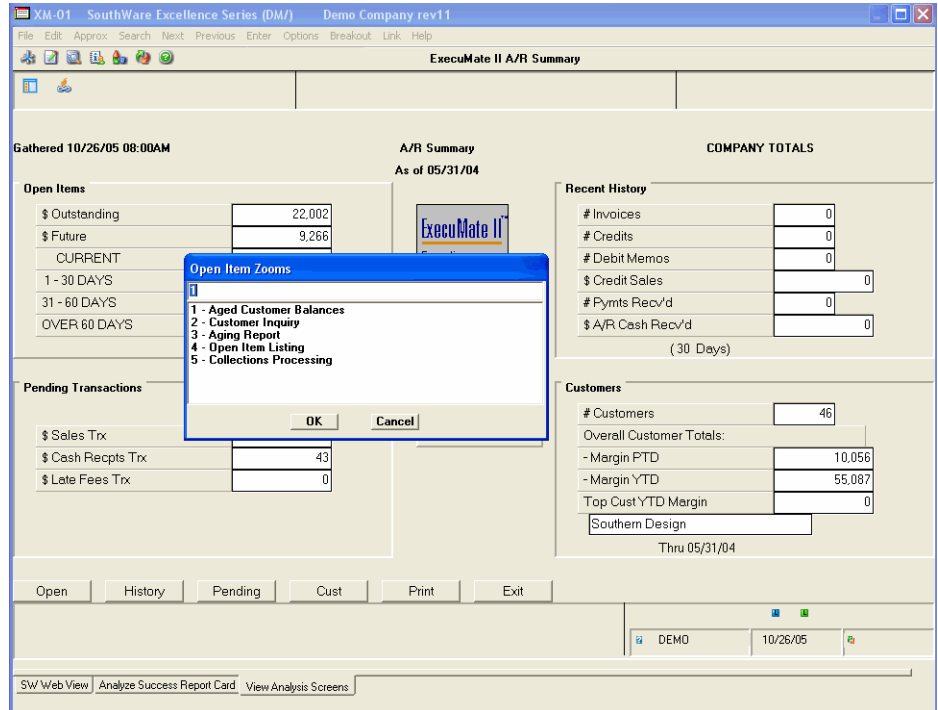 XM-01 SouthWare Excellence Series (DM/) Demo Company rev11
File Edit Approx Search Next Previous Enter Options Breakout Link Help
ExecuMate II A/R Summary
Gathered 10/26/05 08:00AM
A/R Summary
COMPANY TOTALS
As of 05/31/04
Open Items
$ Outstanding 22,002
$ Future 9,266
CURRENT
1 - 30 DAYS
31 - 60 DAYS
OVER 60 DAYS
ExecuMate II™
Recent History
# Invoices 0
# Credits 0
# Debit Memos 0
$ Credit Sales 0
# Pymts Recv'd 0
$ A/R Cash Recv'd 0
( 30 Days)
Open Item Zooms
1
1 - Aged Customer Balances
2 - Customer Inquiry
3 - Aging Report
4 - Open Item Listing
5 - Collections Processing
OK Cancel
Pending Transactions
$ Sales Trx
$ Cash Recpts Trx 43
$ Late Fees Trx 0
Customers
# Customers 46
Overall Customer Totals:
- Margin PTD 10,056
- Margin YTD 55,087
Top Cust YTD Margin 0
Southern Design
Thru 05/31/04
Open History Pending Cust Print Exit
DEMO 10/26/05
SW Web View Analyze Success Report Card View Analysis Screens